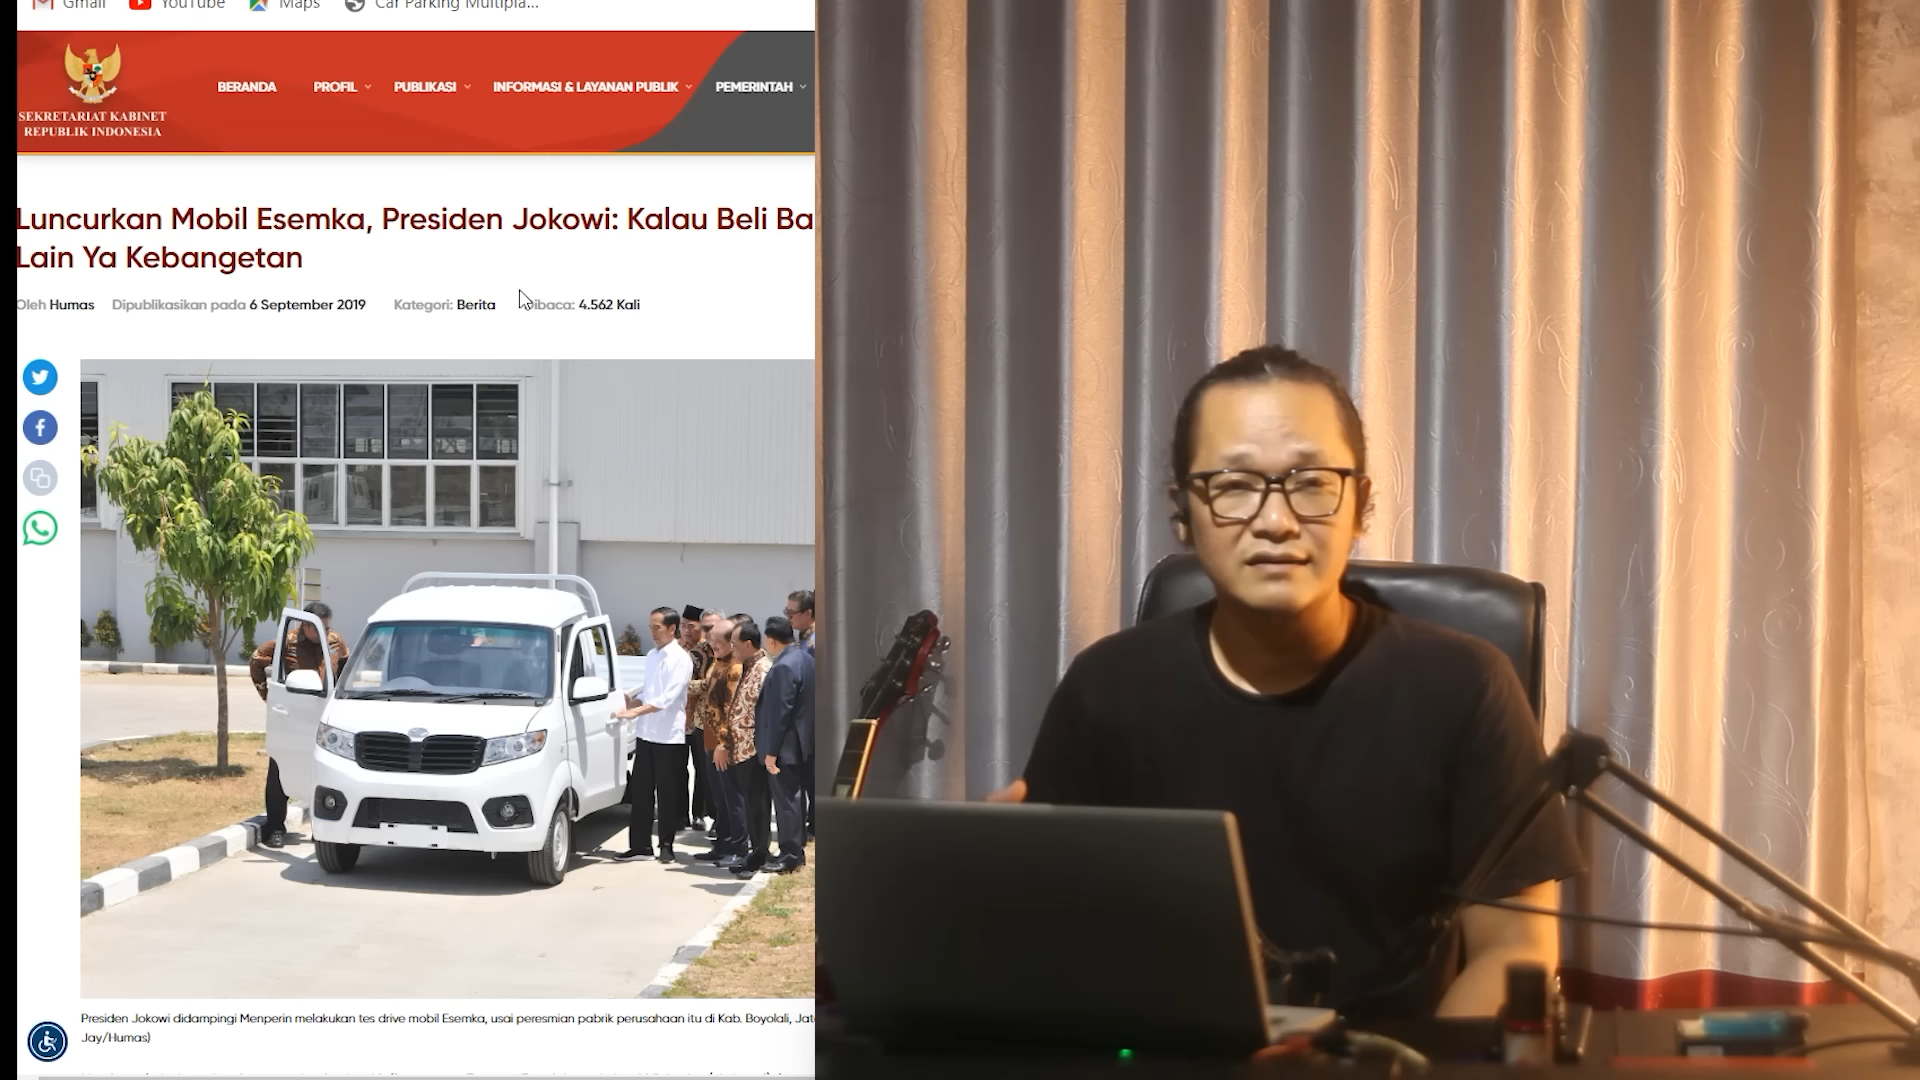 Gmail YouTube Maps Car Parking Multipla...
SEKRETARIAT KABINET
REPUBLIK INDONESIA
BERANDA PROFIL PUBLIKASI INFORMASI & LAYANAN PUBLIK PEMERINTAH
Luncurkan Mobil Esemka, Presiden Jokowi: Kalau Beli Ba
Lain Ya Kebangetan
Oleh Humas Dipublikasikan pada 6 September 2019 Kategori: Berita Dibaca: 4.562 Kali
Presiden Jokowi didampingi Menperin melakukan tes drive mobil Esemka, usai peresmian pabrik perusahaan itu di Kab. Boyolali, Jat
Jay/Humas)